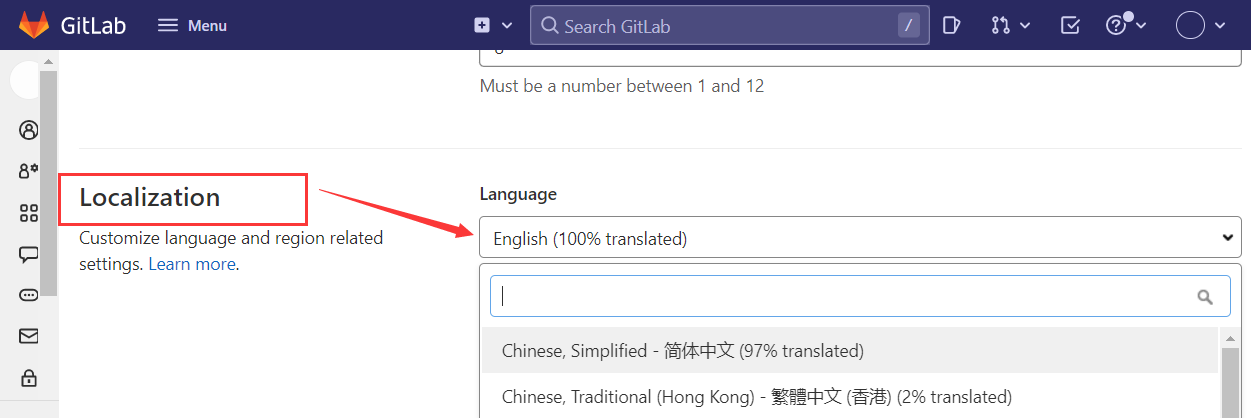 GitLab Menu Search GitLab /
Must be a number between 1 and 12
Localization
Customize language and region related
settings. Learn more.
Language
English (100% translated)
Chinese, Simplified - 简体中文 (97% translated)
Chinese, Traditional (Hong Kong) - 繁體中文 (香港) (2% translated)